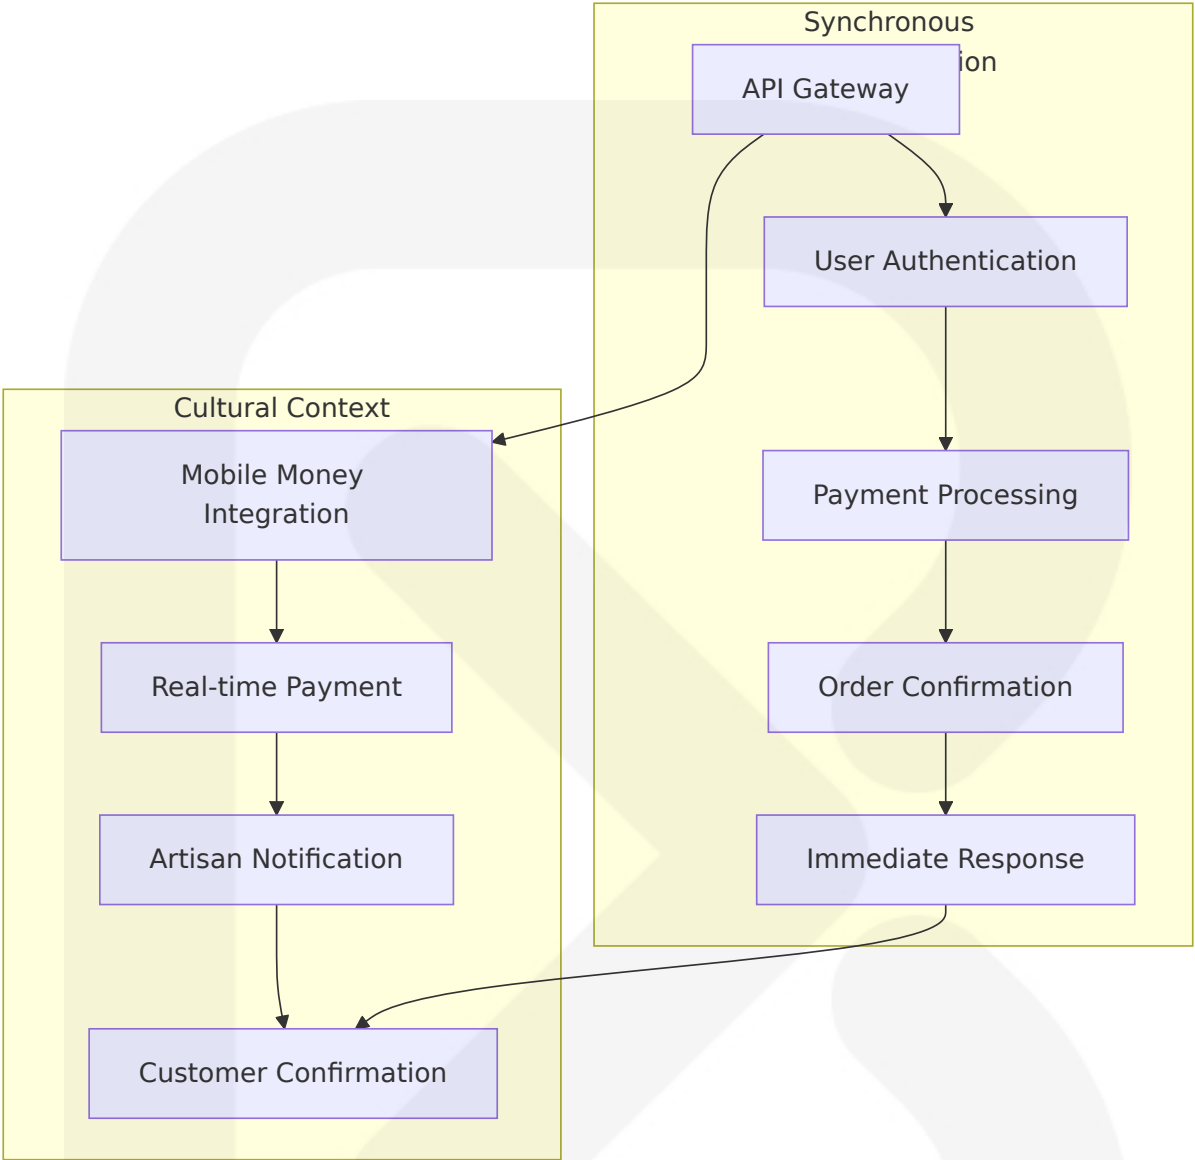 Synchronous
API Gateway
User Authentication
Payment Processing
Order Confirmation
Immediate Response
Cultural Context
Mobile Money
Integration
Real-time Payment
Artisan Notification
Customer Confirmation